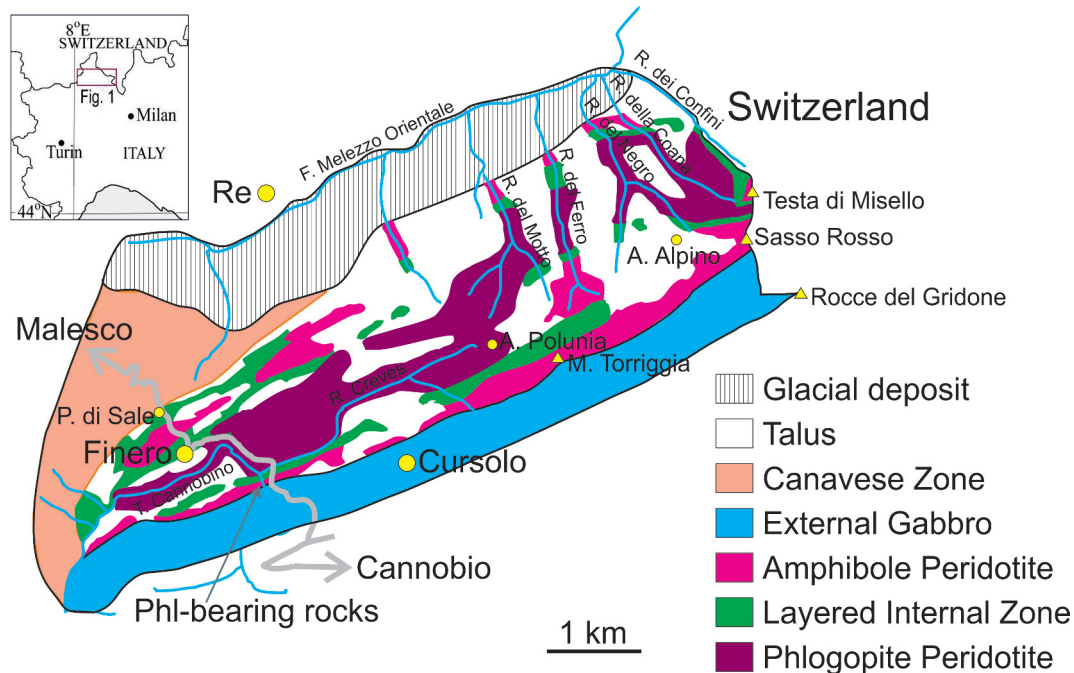 8°E
SWITZERLAND
Fig. 1
Milan
Turin
ITALY
44°N
R. dei Confini
R. della Coana
R. del Negro
Switzerland
F. Melezzo Orientale
Re
R. del Ferro
R. del Motto
Testa di Misello
Sasso Rosso
A. Alpino
Rocce del Gridone
Malesco
A. Polunia
M. Torriggia
R. Creves
P. di Sale
Finero
Cursolo
T. Cannobino
Cannobio
Phl-bearing rocks
1 km
Glacial deposit
Talus
Canavese Zone
External Gabbro
Amphibole Peridotite
Layered Internal Zone
Phlogopite Peridotite